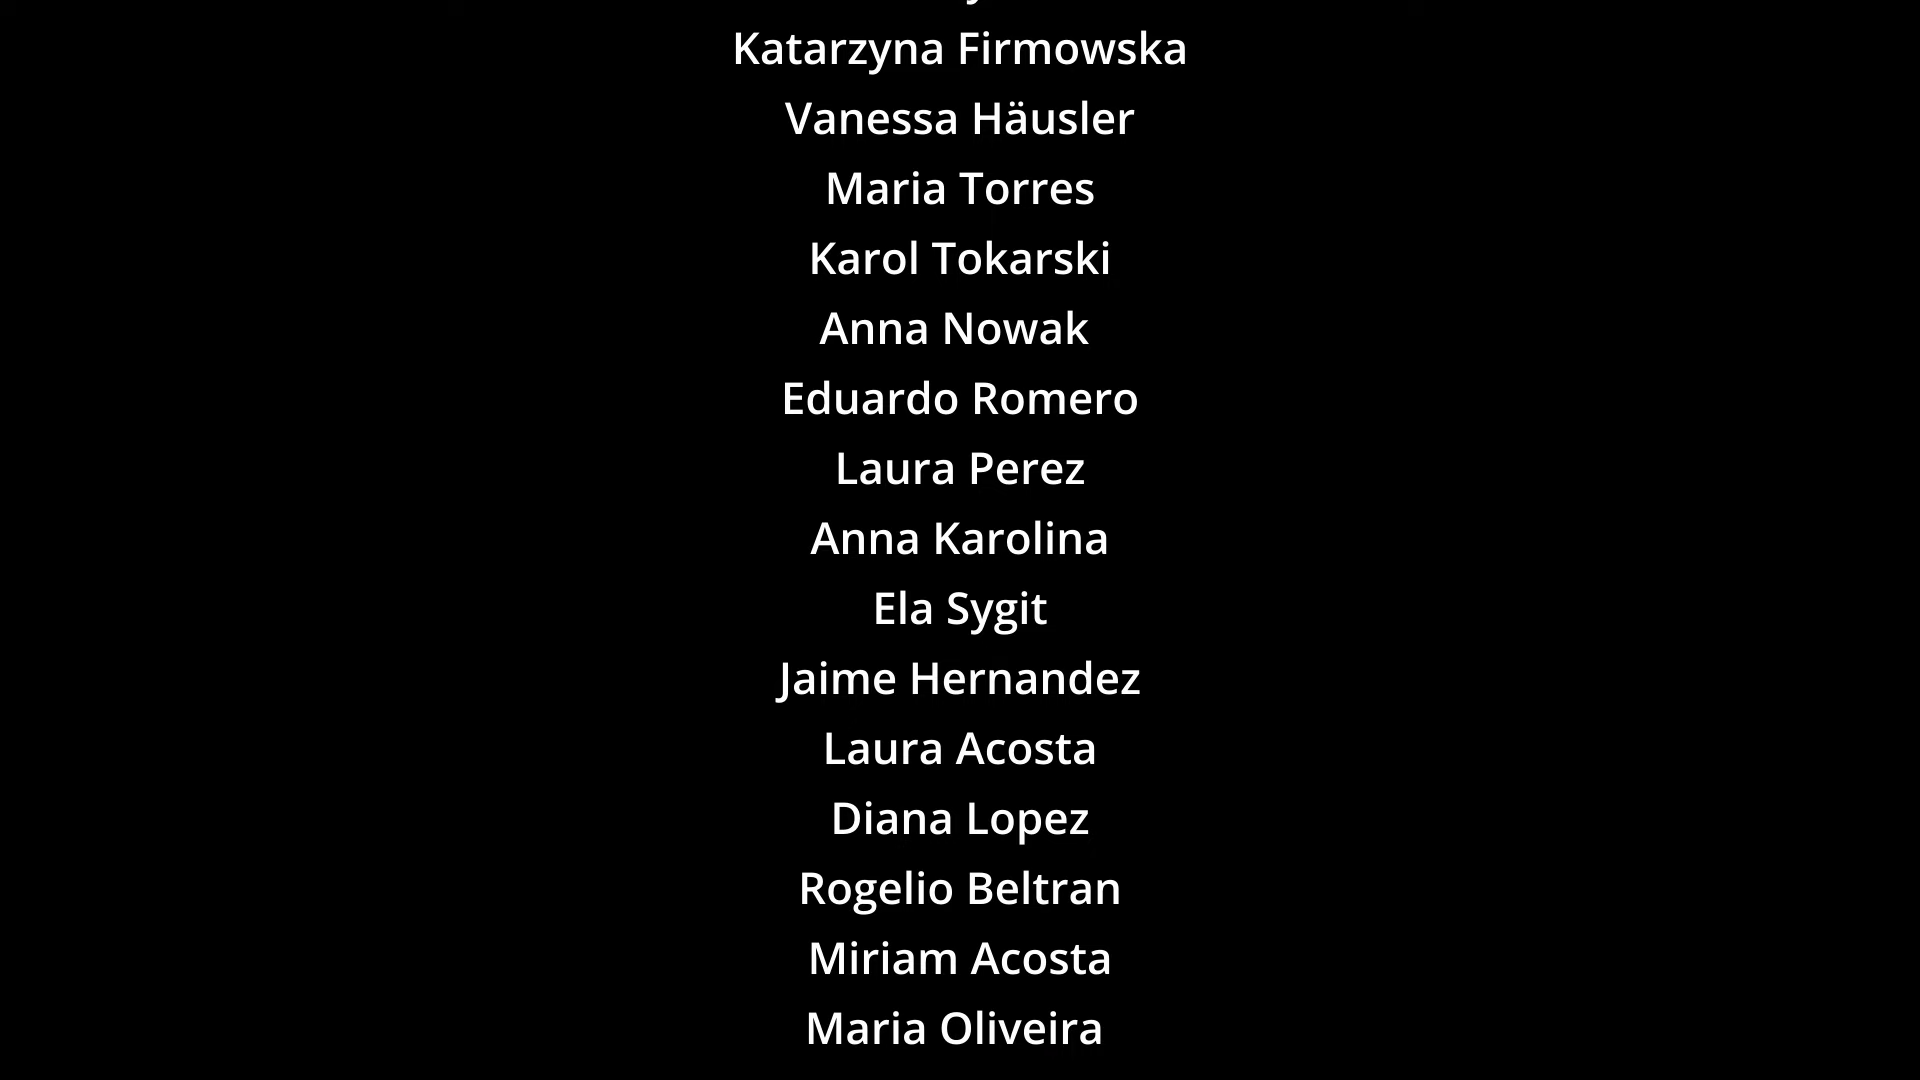 Katarzyna Firmowska
Vanessa Häusler
Maria Torres
Karol Tokarski
Anna Nowak
Eduardo Romero
Laura Perez
Anna Karolina
Ela Sygit
Jaime Hernandez
Laura Acosta
Diana Lopez
Rogelio Beltran
Miriam Acosta
Maria Oliveira